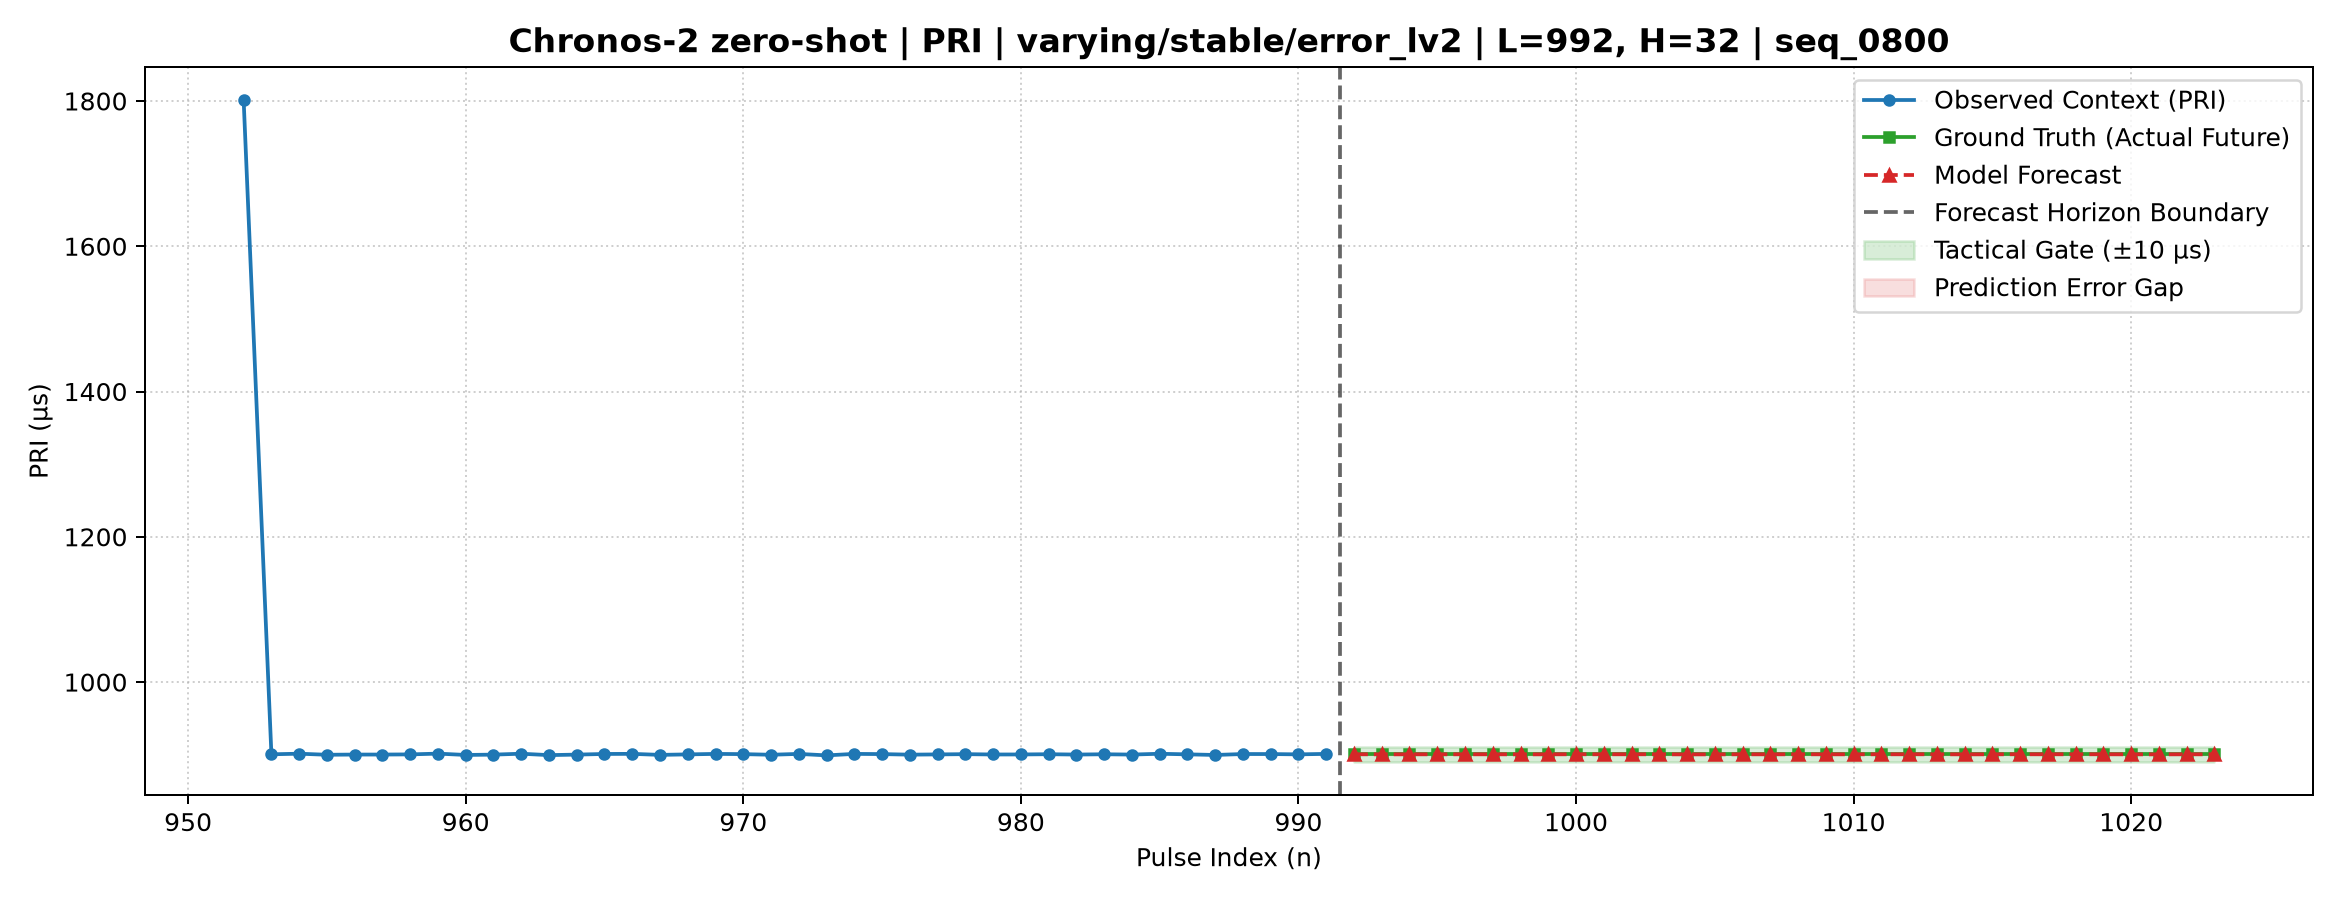 Chronos-2 zero-shot | PRI | varying/stable/error_lv2 | L=992, H=32 | seq_0800
PRI (µs)
1800
1600
1400
1200
1000
Observed Context (PRI)
Ground Truth (Actual Future)
Model Forecast
Forecast Horizon Boundary
Tactical Gate (±10 µs)
Prediction Error Gap
950 960 970 980 990 1000 1010 1020
Pulse Index (n)